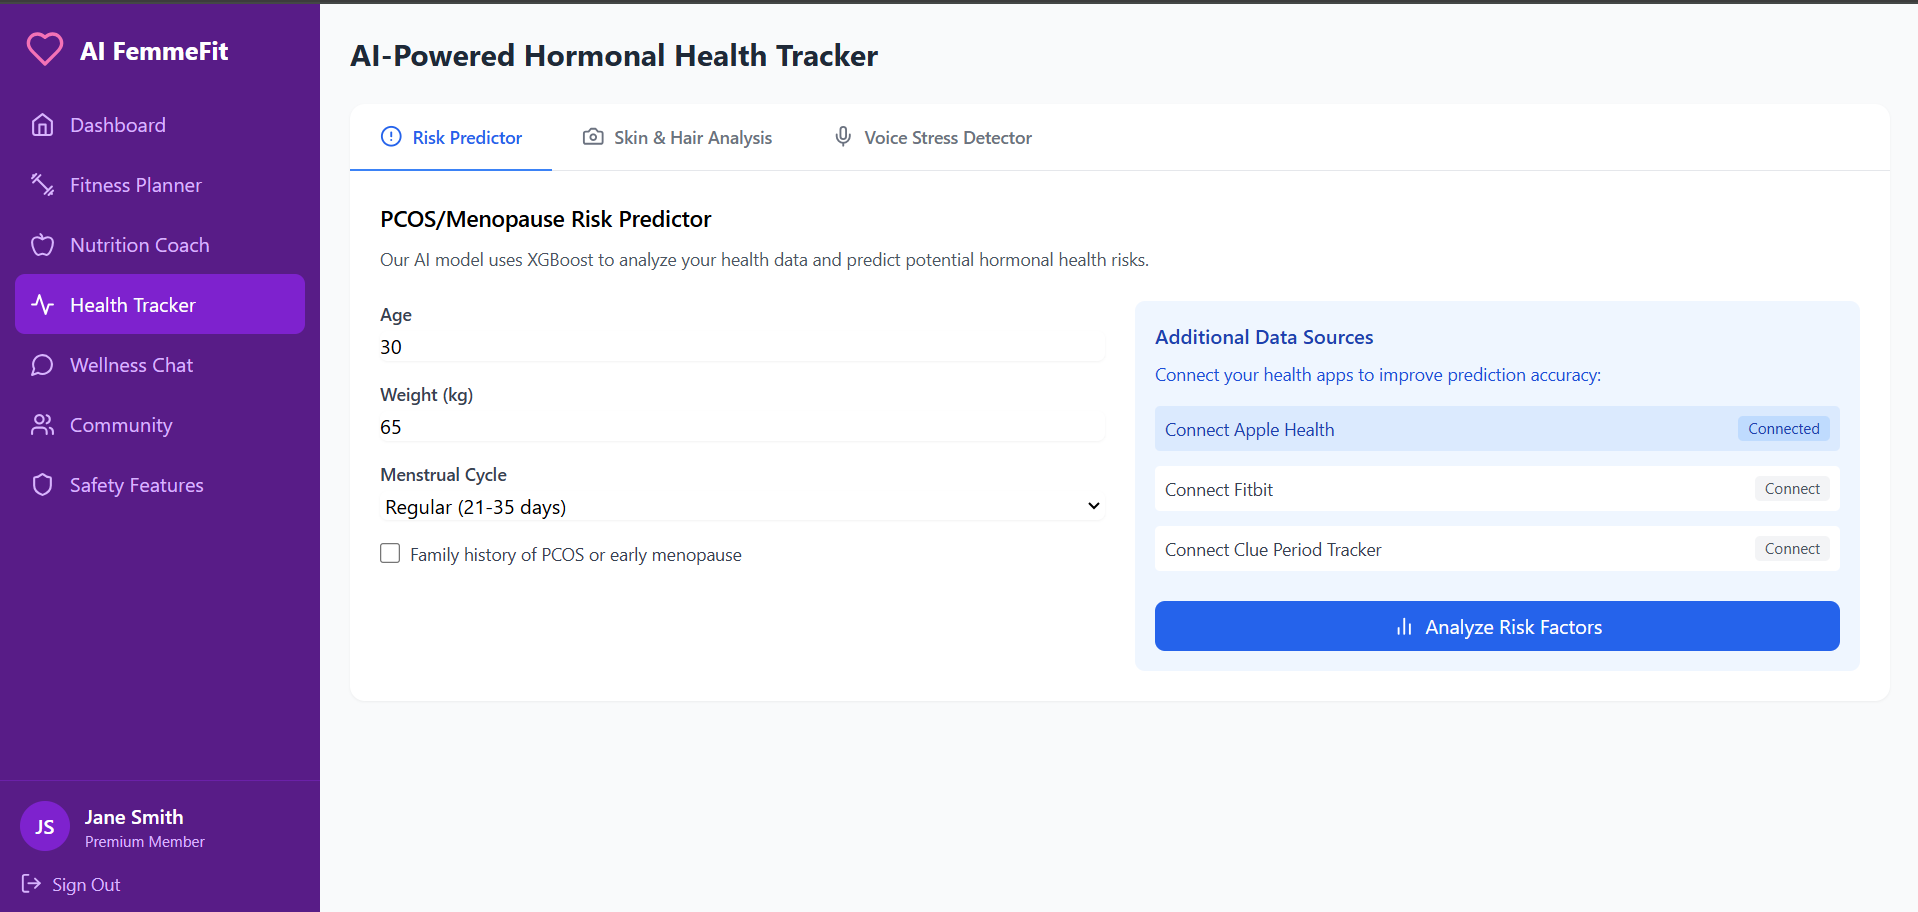 AI FemmeFit
Dashboard
Fitness Planner
Nutrition Coach
Health Tracker
Wellness Chat
Community
Safety Features
JS
Jane Smith
Premium Member
Sign Out
AI-Powered Hormonal Health Tracker
Risk Predictor
Skin & Hair Analysis
Voice Stress Detector
PCOS/Menopause Risk Predictor
Our AI model uses XGBoost to analyze your health data and predict potential hormonal health risks.
Age
30
Weight (kg)
65
Menstrual Cycle
Regular (21-35 days)
Family history of PCOS or early menopause
Additional Data Sources
Connect your health apps to improve prediction accuracy:
Connect Apple Health
Connected
Connect Fitbit
Connect
Connect Clue Period Tracker
Connect
Analyze Risk Factors